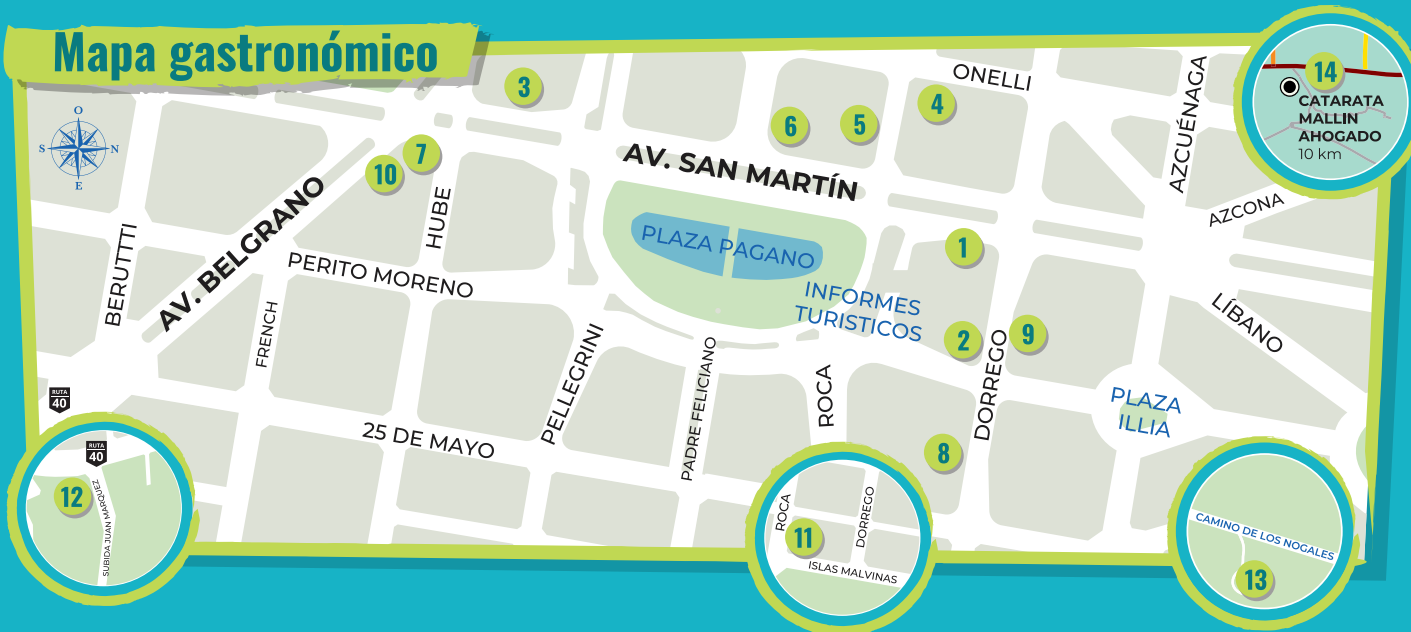 Mapa gastronómico
O
S
N
E
3
6
5
4
ONELLI
AZCUÉNAGA
14
CATARATA
MALLIN
AHOGADO
10 km
7
10
AV. SAN MARTÍN
AZCONA
HUBE
AV. BELGRANO
BERUTTI
PERITO MORENO
PLAZA PAGANO
1
INFORMES
TURISTICOS
2
9
LÍBANO
FRENCH
PELLEGRINI
PADRE FELICIANO
ROCA
DORREGO
PLAZA
ILLIA
RUTA
40
25 DE MAYO
8
RUTA
40
12
SUBIDA JUAN MARQUEZ
ROCA
DORREGO
11
ISLAS MALVINAS
CAMINO DE LOS NOGALES
13